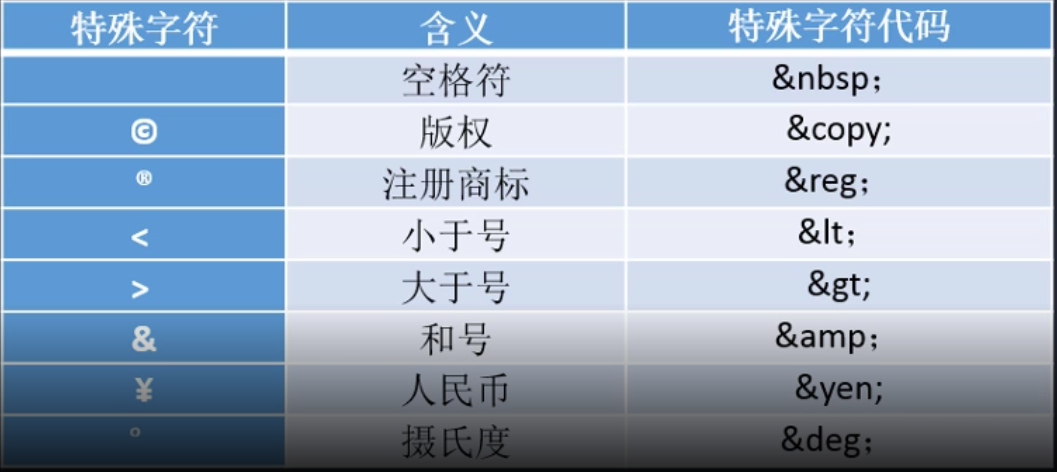 特殊字符 含义 特殊字符代码
空格符 &nbsp；
© 版权 &copy;
® 注册商标 &reg；
< 小于号 &lt；
> 大于号 &gt;
& 和号 &amp；
¥ 人民币 &yen;
° 摄氏度 &deg；